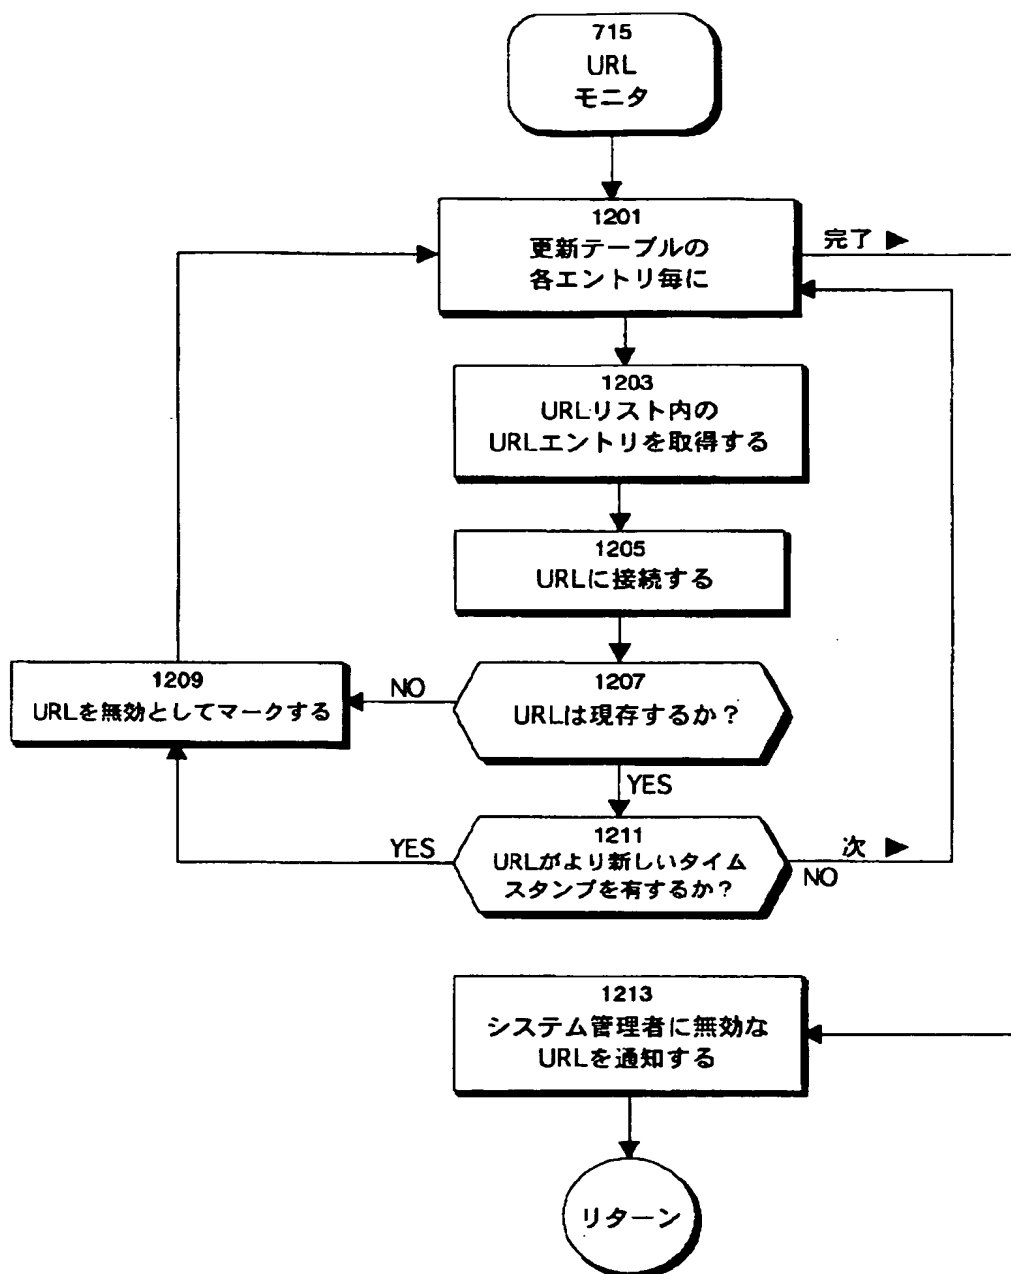 715
URL
モニタ
1201
更新テーブルの
各エントリ毎に
完了 ▶
1203
URLリスト内の
URLエントリを取得する
1205
URLに接続する
1209
URLを無効としてマークする
NO
1207
URLは現存するか？
YES
YES
1211
URLがより新しいタイム
スタンプを有するか？
次 ▶
NO
1213
システム管理者に無効な
URLを通知する
リターン